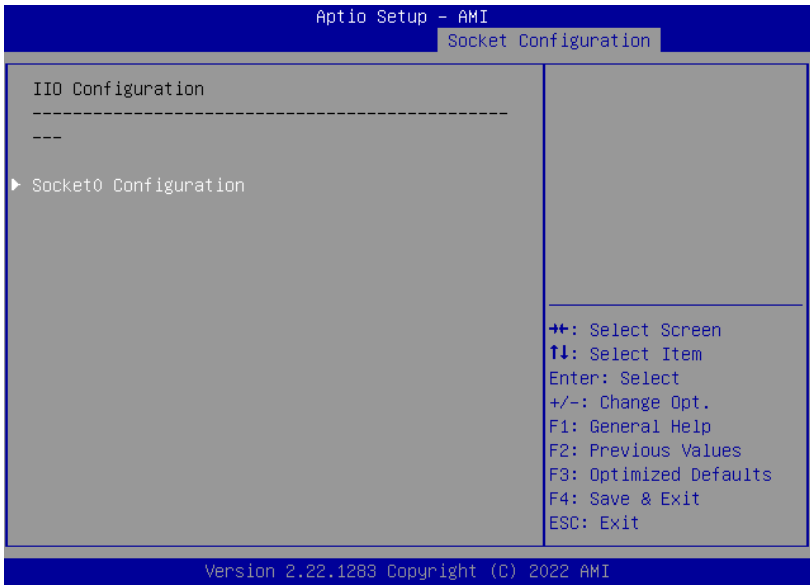 Aptio Setup – AMI
Socket Configuration
IIO Configuration
-----------------------------------------------
---
Socket0 Configuration
→←: Select Screen
↑↓: Select Item
Enter: Select
+/-: Change Opt.
F1: General Help
F2: Previous Values
F3: Optimized Defaults
F4: Save & Exit
ESC: Exit
Version 2.22.1283 Copyright (C) 2022 AMI